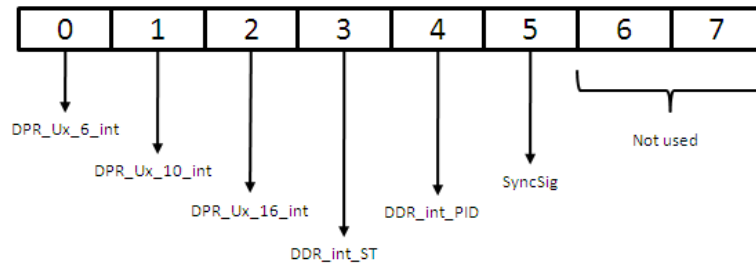 0 1 2 3 4 5 6 7
DPR_Ux_6_int
Not used
DPR_Ux_10_int
SyncSig
DPR_Ux_16_int
DDR_int_PID
DDR_int_ST